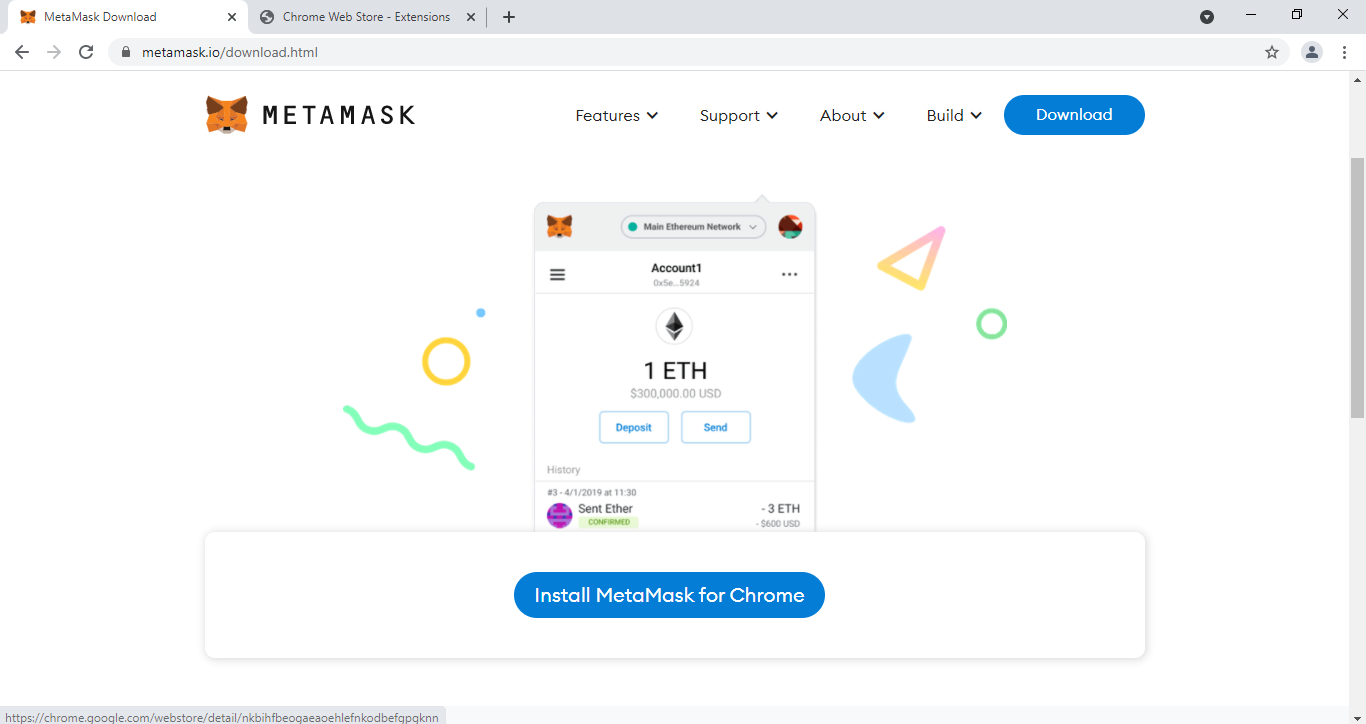 MetaMask Download
Chrome Web Store - Extensions
metamask.io/download.html
METAMASK
Features
Support
About
Build
Download
Main Ethereum Network
Account1
0x5e...5924
1 ETH
$300,000.00 USD
Deposit
Send
History
#3 - 4/1/2019 at 11:30
Sent Ether
- 3 ETH
CONFIRMED
- $600 USD
Install MetaMask for Chrome
https://chrome.google.com/webstore/detail/nkbihfbeogaeaoehlefnkodbefgpgknn